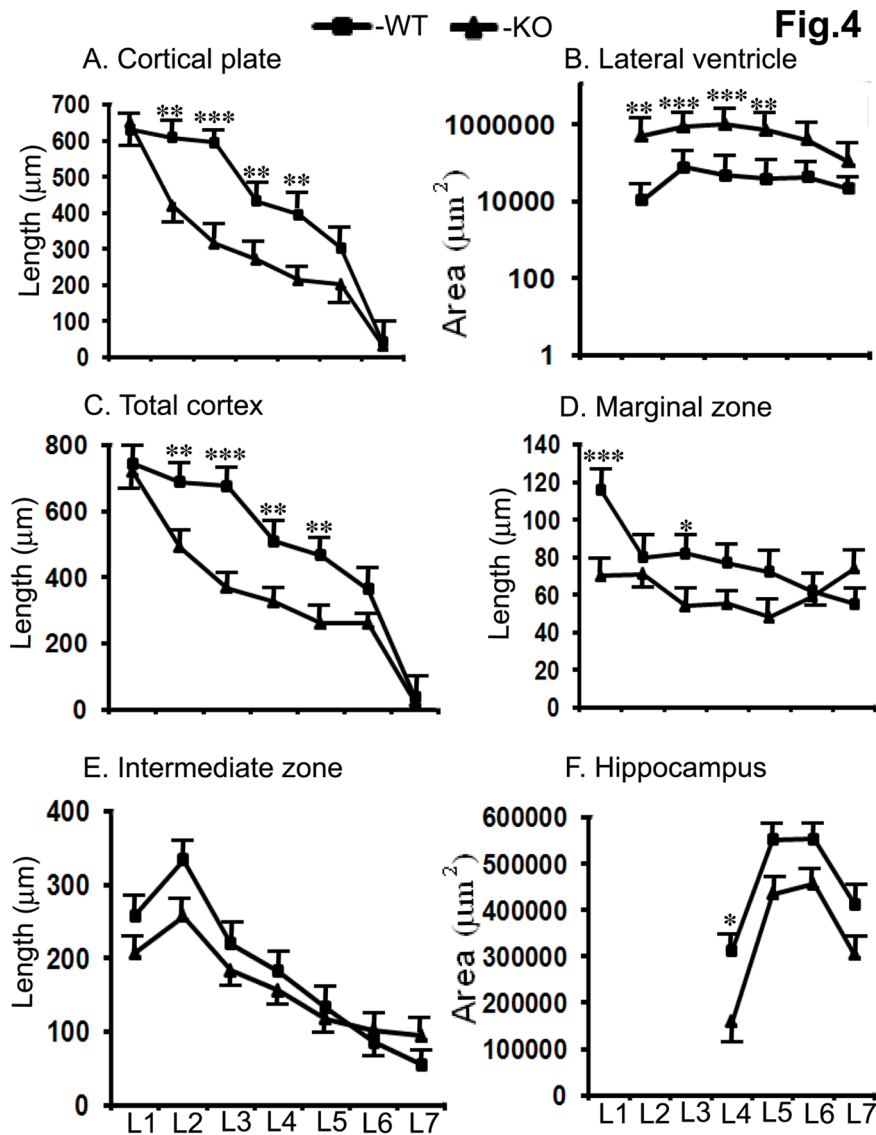 -WT -KO Fig.4
A. Cortical plate
B. Lateral ventricle
700
600
500
400
300
200
100
0
Length (μm)
** *** ** **
1000000
10000
100
1
Area (μm²)
** *** *** **
C. Total cortex
D. Marginal zone
800
600
400
200
0
Length (μm)
** *** ** **
140
120
100
80
60
40
20
0
Length (μm)
*** *
E. Intermediate zone
F. Hippocampus
400
300
200
100
0
Length (μm)
L1 L2 L3 L4 L5 L6 L7
600000
500000
400000
300000
200000
100000
0
Area (μm²)
*
L1 L2 L3 L4 L5 L6 L7